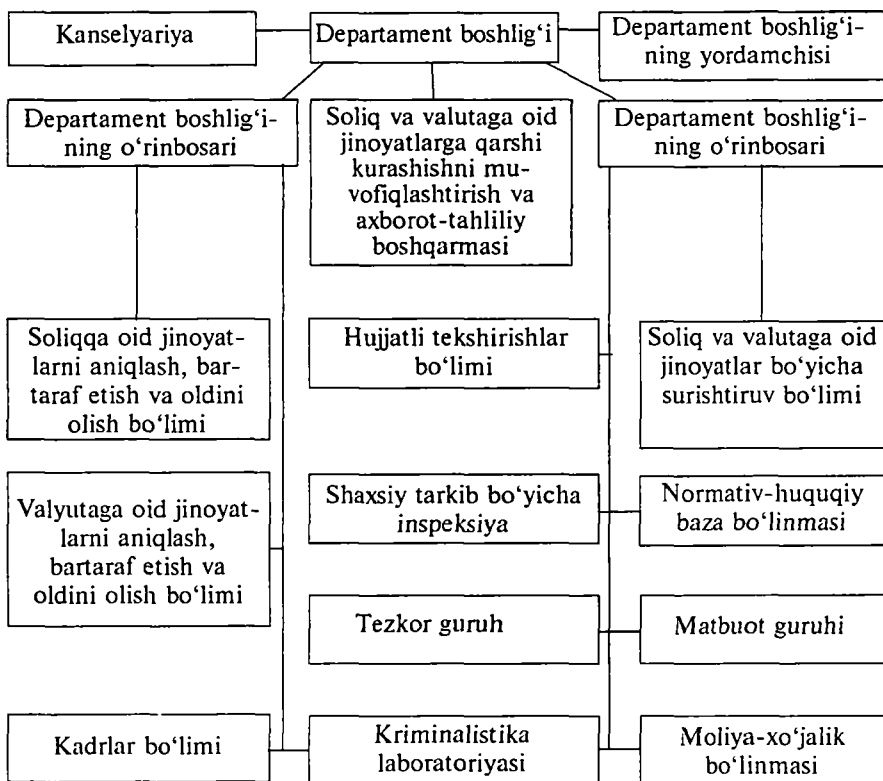 Kanselyariya
Departament boshlig‘i
Departament boshlig‘i-
ning yordamchisi
Departament boshlig‘i-
ning o‘rinbosari
Soliq va valutaga oid
jinoyatlarga qarshi
kurashishni mu-
vofiqlashtirish va
axborot-tahliliy
boshqarmasi
Departament boshlig‘i-
ning o‘rinbosari
Soliqqa oid jinoyat-
larni aniqlash, bar-
taraf etish va oldini
olish bo‘limi
Hujjatli tekshirishlar
bo‘limi
Soliq va valutaga oid
jinoyatlar bo‘yicha
surishtiruv bo‘limi
Valyutaga oid jinoyat-
larni aniqlash,
bartaraf etish va
oldini olish bo‘limi
Shaxsiy tarkib bo‘yicha
inspeksiya
Normativ-huquqiy
baza bo‘linmasi
Tezkor guruh
Matbuot guruhi
Kadrlar bo‘limi
Kriminalistika
laboratoriyasi
Moliya-xo‘jalik
bo‘linmasi